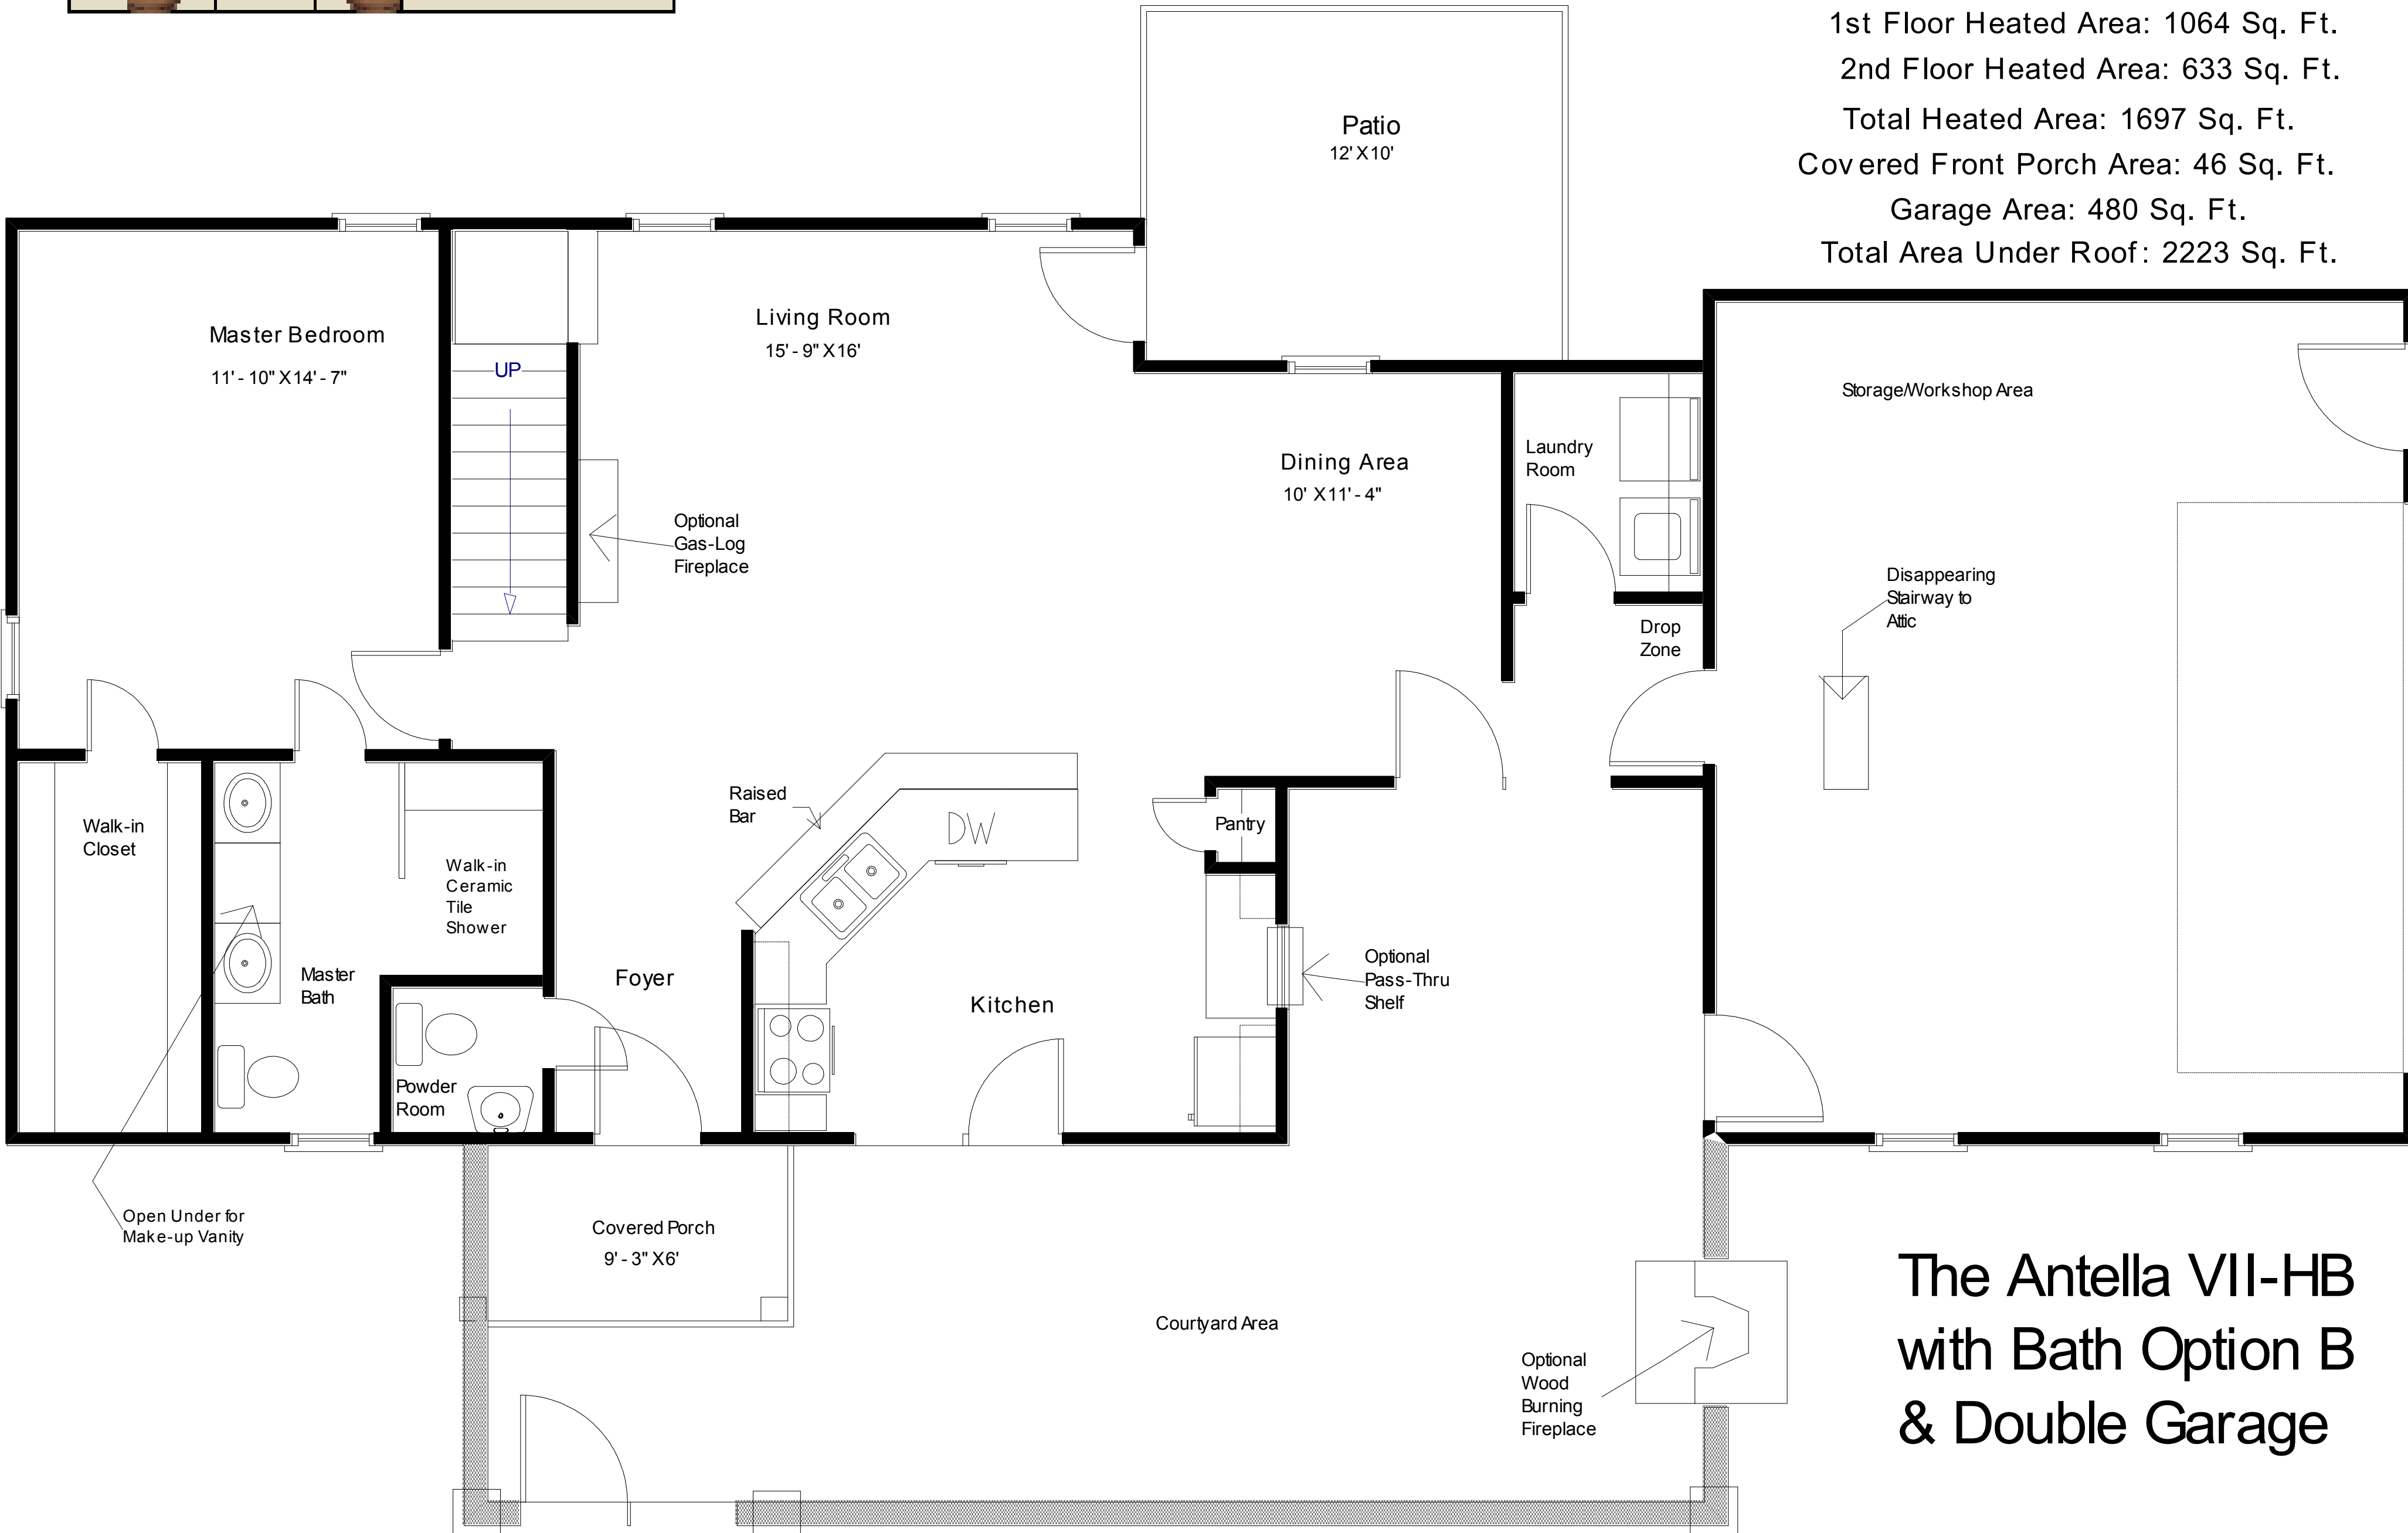 1st Floor Heated Area: 1064 Sq. Ft.
2nd Floor Heated Area: 633 Sq. Ft.
Total Heated Area: 1697 Sq. Ft.
Covered Front Porch Area: 46 Sq. Ft.
Garage Area: 480 Sq. Ft.
Total Area Under Roof: 2223 Sq. Ft.
Patio
12' X 10'
Master Bedroom
11' - 10" X 14' - 7"
UP
Living Room
15' - 9" X 16'
Optional
Gas-Log
Fireplace
Dining Area
10' X 11' - 4"
Laundry
Room
Drop
Zone
Storage/Workshop Area
Disappearing
Stairway to
Attic
Walk-in
Closet
Walk-in
Ceramic
Tile
Shower
Master
Bath
Powder
Room
Foyer
Raised
Bar
DW
Pantry
Kitchen
Optional
Pass-Thru
Shelf
Open Under for
Make-up Vanity
Covered Porch
9' - 3" X 6'
Courtyard Area
Optional
Wood
Burning
Fireplace
The Antella VII-HB
with Bath Option B
& Double Garage